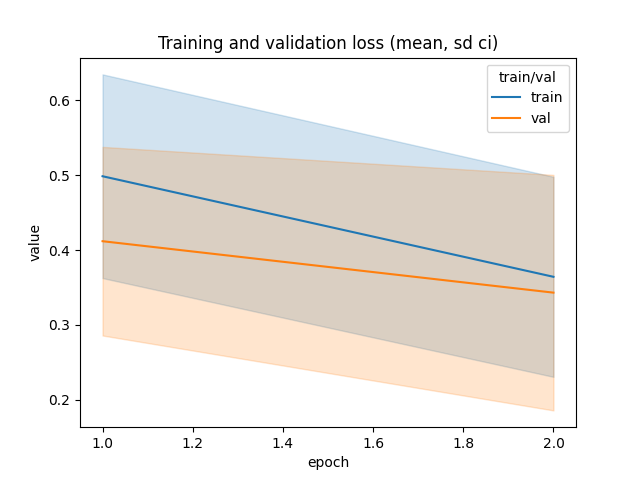 Training and validation loss (mean, sd ci)
train/val
train
val
value
0.6
0.5
0.4
0.3
0.2
1.0 1.2 1.4 1.6 1.8 2.0
epoch